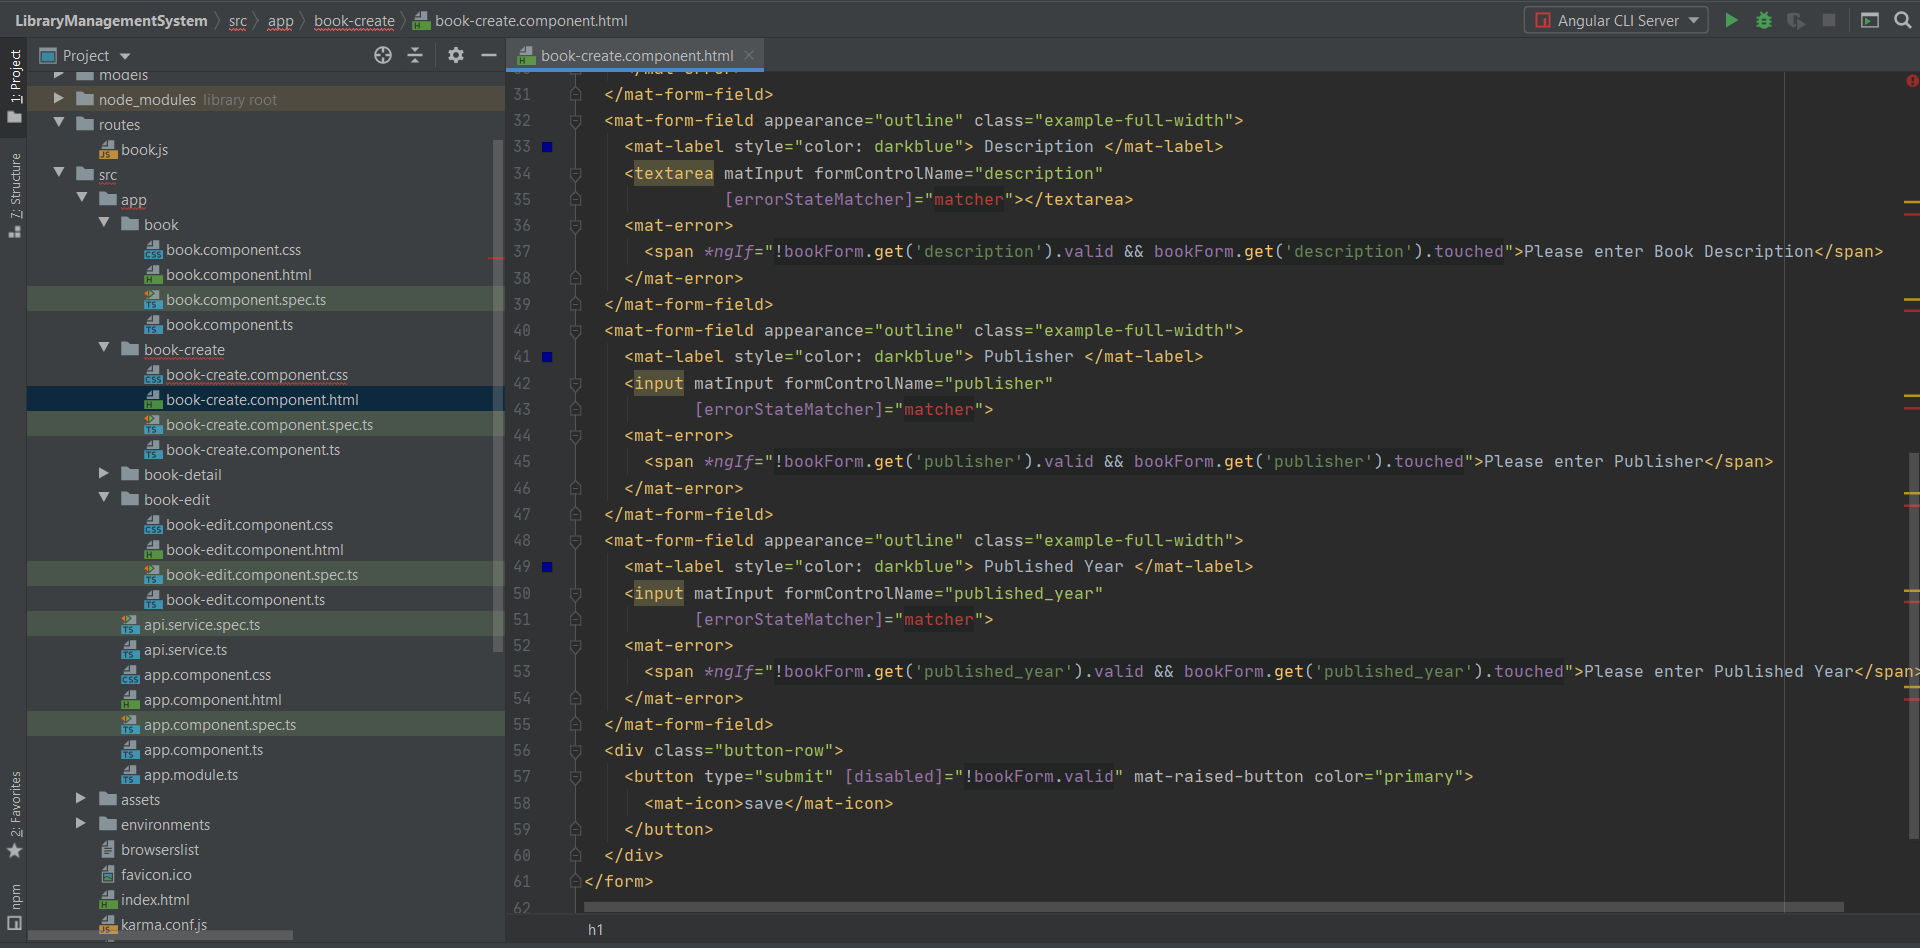 LibraryManagementSystem src app book-create book-create.component.html Angular CLI Server
1: Project
7: Structure
2: Favorites
npm
Project
models
node_modules library root
routes
book.js
src
app
book
book.component.css
book.component.html
book.component.spec.ts
book.component.ts
book-create
book-create.component.css
book-create.component.html
book-create.component.spec.ts
book-create.component.ts
book-detail
book-edit
book-edit.component.css
book-edit.component.html
book-edit.component.spec.ts
book-edit.component.ts
api.service.spec.ts
api.service.ts
app.component.css
app.component.html
app.component.spec.ts
app.component.ts
app.module.ts
assets
environments
browserslist
favicon.ico
index.html
karma.conf.js
book-create.component.html
31 </mat-form-field>
32 <mat-form-field appearance="outline" class="example-full-width">
33 <mat-label style="color: darkblue"> Description </mat-label>
34 <textarea matInput formControlName="description"
35 [errorStateMatcher]="matcher"></textarea>
36 <mat-error>
37 <span *ngIf="!bookForm.get('description').valid && bookForm.get('description').touched">Please enter Book Description</span>
38 </mat-error>
39 </mat-form-field>
40 <mat-form-field appearance="outline" class="example-full-width">
41 <mat-label style="color: darkblue"> Publisher </mat-label>
42 <input matInput formControlName="publisher"
43 [errorStateMatcher]="matcher">
44 <mat-error>
45 <span *ngIf="!bookForm.get('publisher').valid && bookForm.get('publisher').touched">Please enter Publisher</span>
46 </mat-error>
47 </mat-form-field>
48 <mat-form-field appearance="outline" class="example-full-width">
49 <mat-label style="color: darkblue"> Published Year </mat-label>
50 <input matInput formControlName="published_year"
51 [errorStateMatcher]="matcher">
52 <mat-error>
53 <span *ngIf="!bookForm.get('published_year').valid && bookForm.get('published_year').touched">Please enter Published Year</span>
54 </mat-error>
55 </mat-form-field>
56 <div class="button-row">
57 <button type="submit" [disabled]="!bookForm.valid" mat-raised-button color="primary">
58 <mat-icon>save</mat-icon>
59 </button>
60 </div>
61 </form>
62
h1